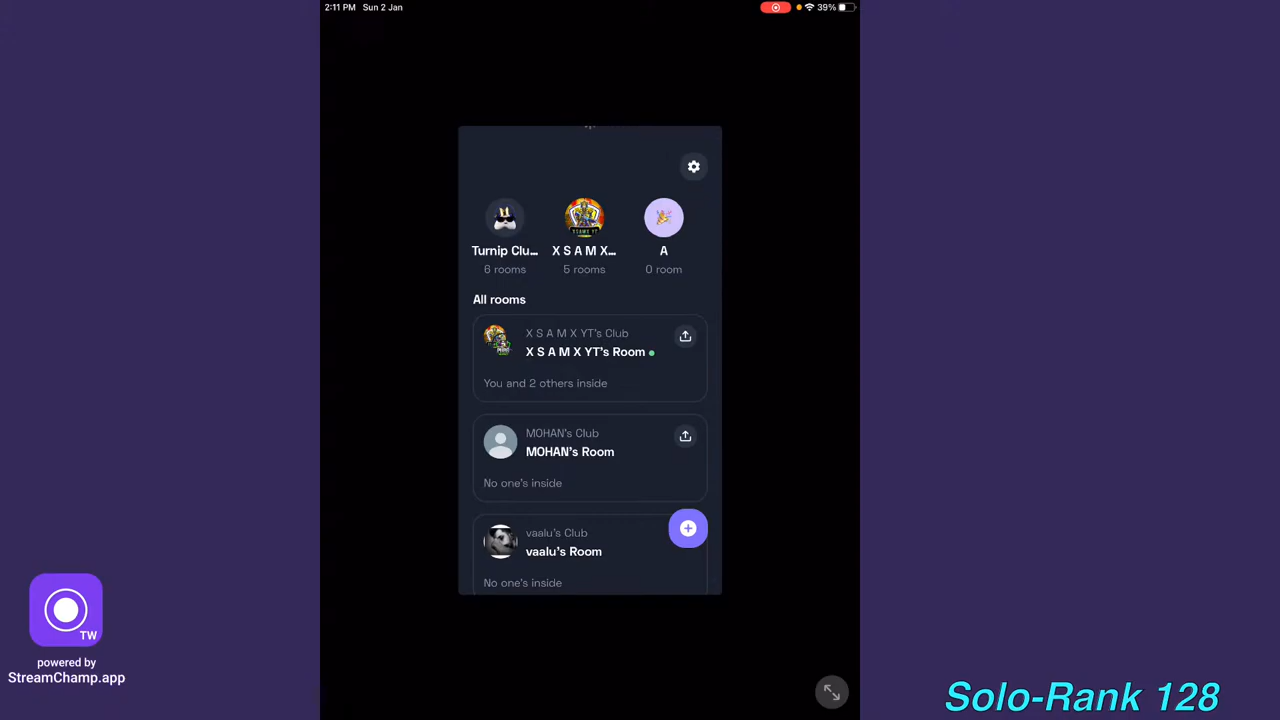 2:11 PM Sun 2 Jan
39%
Turnip Clu...
6 rooms
X S A M X...
5 rooms
A
0 room
All rooms
X S A M X YT's Club
X S A M X YT's Room
You and 2 others inside
MOHAN's Club
MOHAN's Room
No one's inside
vaalu's Club
vaalu's Room
No one's inside
TW
powered by
StreamChamp.app
Solo-Rank 128